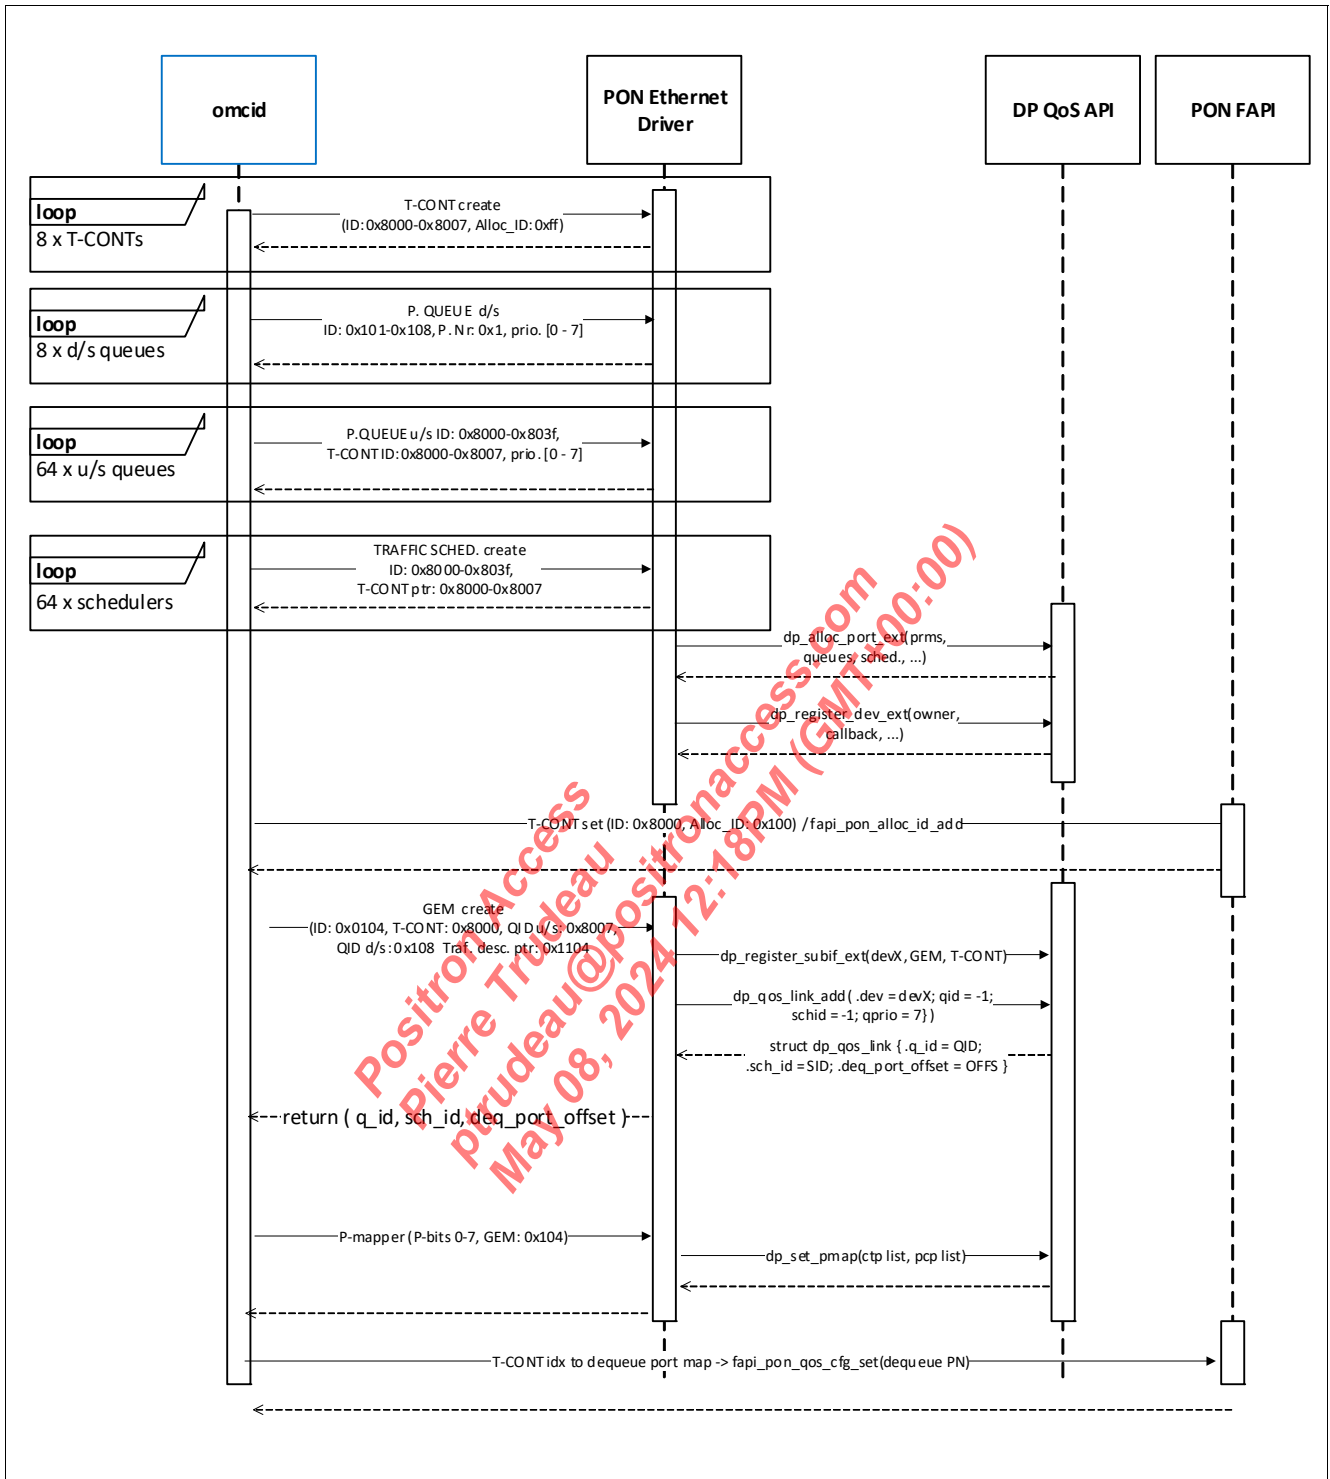 omcid
PON Ethernet
Driver
DP QoS API
PON FAPI
loop
8 x T-CONTs
T-CONT create
(ID: 0x8000-0x8007, Alloc_ID: 0xff)
loop
8 x d/s queues
P. QUEUE d/s
ID: 0x101-0x108, P. Nr: 0x1, prio. [0 - 7]
loop
64 x u/s queues
P.QUEUE u/s ID: 0x8000-0x803f,
T-CONT ID: 0x8000-0x8007, prio. [0 - 7]
loop
64 x schedulers
TRAFFIC SCHED. create
ID: 0x8000-0x803f,
T-CONT ptr: 0x8000-0x8007
dp_alloc_port_ext(prms,
queues, sched., ...)
dp_register_dev_ext(owner,
callback, ...)
T-CONT set (ID: 0x8000, Alloc_ID: 0x100) / fapi_pon_alloc_id_add
GEM create
(ID: 0x0104, T-CONT: 0x8000, QID u/s: 0x8007,
QID d/s: 0x108 Traf. desc. ptr: 0x1104
dp_register_subif_ext(devX, GEM, T-CONT)
dp_qos_link_add( .dev = devX; qid = -1;
schid = -1; qprio = 7} )
struct dp_qos_link { .q_id = QID;
.sch_id = SID; .deq_port_offset = OFFS }
return ( q_id, sch_id, deq_port_offset )
P-mapper (P-bits 0-7, GEM: 0x104)
dp_set_pmap(ctp list, pcp list)
T-CONT idx to dequeue port map -> fapi_pon_qos_cfg_set(dequeue PN)
Positron Access
Pierre Trudeau
ptrudeau@positronaccess.com
May 08, 2024 12:18PM (GMT+00:00)